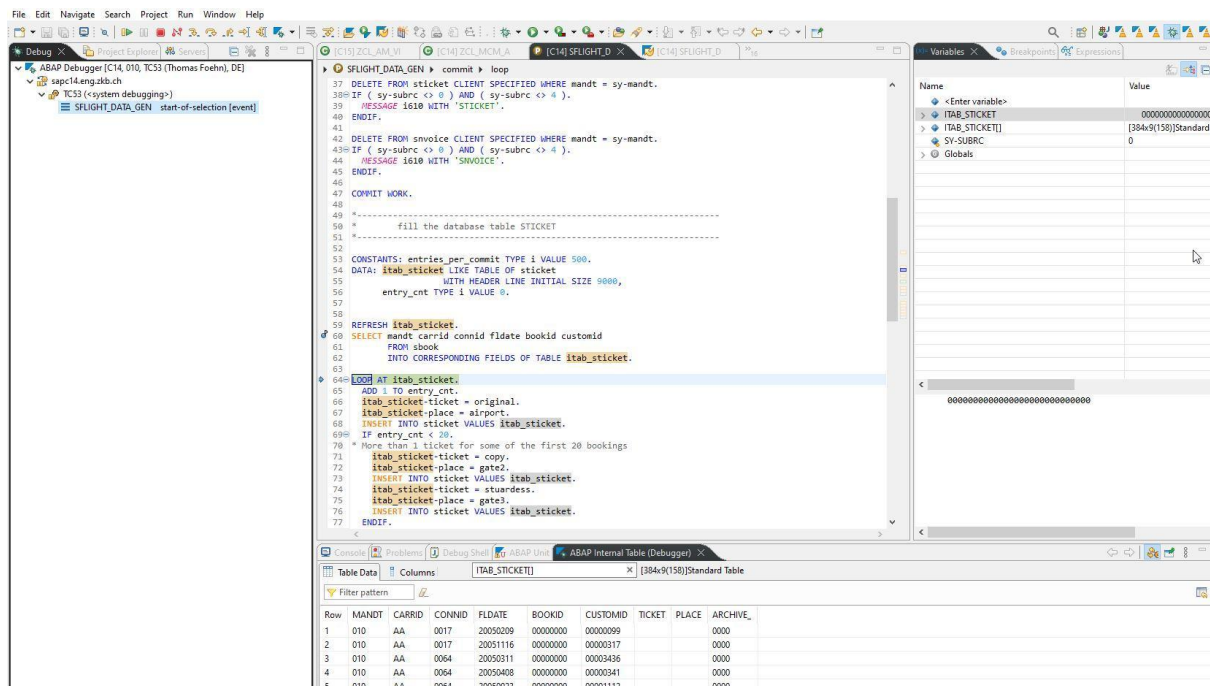 File Edit Navigate Search Project Run Window Help
Debug Project Explorer Servers
ABAP Debugger [C14, 010, TC53 (Thomas Foehn), DE]
sapc14.eng.zkb.ch
TC53 (<system debugging>)
SFLIGHT_DATA_GEN start-of-selection [event]
[C15] ZCL_AM_VI [C14] ZCL_MCM_A [C14] SFLIGHT_D [C14] SFLIGHT_D
SFLIGHT_DATA_GEN commit loop
37 DELETE FROM sticket CLIENT SPECIFIED WHERE mandt = sy-mandt.
38 IF ( sy-subrc <> 0 ) AND ( sy-subrc <> 4 ).
39 MESSAGE i610 WITH 'STICKET'.
40 ENDIF.
41
42 DELETE FROM snvoice CLIENT SPECIFIED WHERE mandt = sy-mandt.
43 IF ( sy-subrc <> 0 ) AND ( sy-subrc <> 4 ).
44 MESSAGE i610 WITH 'SNVOICE'.
45 ENDIF.
46
47 COMMIT WORK.
48
49 *----------------------------------------------------------------------
50 * fill the database table STICKET
51 *----------------------------------------------------------------------
52
53 CONSTANTS: entries_per_commit TYPE i VALUE 500.
54 DATA: itab_sticket LIKE TABLE OF sticket
55 WITH HEADER LINE INITIAL SIZE 9000,
56 entry_cnt TYPE i VALUE 0.
57
58
59 REFRESH itab_sticket.
60 SELECT mandt carrid connid fldate bookid customid
61 FROM sbook
62 INTO CORRESPONDING FIELDS OF TABLE itab_sticket.
63
64 LOOP AT itab_sticket.
65 ADD 1 TO entry_cnt.
66 itab_sticket-ticket = original.
67 itab_sticket-place = airport.
68 INSERT INTO sticket VALUES itab_sticket.
69 IF entry_cnt < 20.
70 * More than 1 ticket for some of the first 20 bookings
71 itab_sticket-ticket = copy.
72 itab_sticket-place = gate2.
73 INSERT INTO sticket VALUES itab_sticket.
74 itab_sticket-ticket = stuardess.
75 itab_sticket-place = gate3.
76 INSERT INTO sticket VALUES itab_sticket.
77 ENDIF.
Variables Breakpoints Expressions
Name Value
<Enter variable>
ITAB_STICKET 0000000000000000
ITAB_STICKET[] [384x9(158)]Standard
SY-SUBRC 0
Globals
Console Problems Debug Shell ABAP Unit ABAP Internal Table (Debugger)
Table Data Columns ITAB_STICKET[] [384x9(158)]Standard Table
Filter pattern
Row MANDT CARRID CONNID FLDATE BOOKID CUSTOMID TICKET PLACE ARCHIVE_
1 010 AA 0017 20050209 00000000 00000099 0000
2 010 AA 0017 20051116 00000000 00000317 0000
3 010 AA 0064 20050311 00000000 00003436 0000
4 010 AA 0064 20050408 00000000 00000341 0000